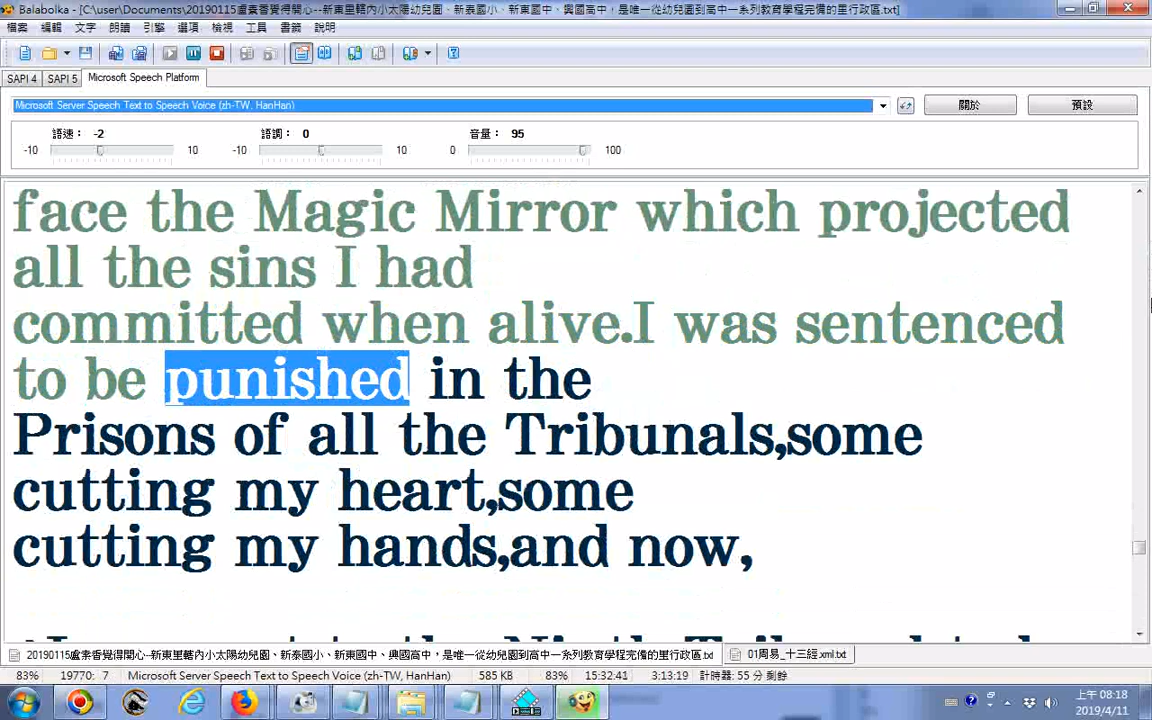 Balabolka - [C:\user\Documents\20190115盧素香覺得開心--新東里轄內小太陽幼兒園、新泰國小、新東國中、興國高中，是唯一從幼兒園到高中一系列教育學程完備的里行政區.txt]
檔案 編輯 文字 朗讀 引擎 選項 檢視 工具 書籤 說明
SAPI 4 SAPI 5 Microsoft Speech Platform
Microsoft Server Speech Text to Speech Voice (zh-TW, HanHan) 關於 預設
語速： -2 語調： 0 音量： 95
-10 10 -10 10 0 100
face the Magic Mirror which projected
all the sins I had
committed when alive.I was sentenced
to be punished in the
Prisons of all the Tribunals,some
cutting my heart,some
cutting my hands,and now,
20190115盧素香覺得開心--新東里轄內小太陽幼兒園、新泰國小、新東國中、興國高中，是唯一從幼兒園到高中一系列教育學程完備的里行政區.txt 01周易_十三經.xml.txt
83% 19770: 7 Microsoft Server Speech Text to Speech Voice (zh-TW, HanHan) 585 KB 83% 15:32:41 3:13:19 計時器: 55 分 剩餘
上午 08:18
2019/4/11